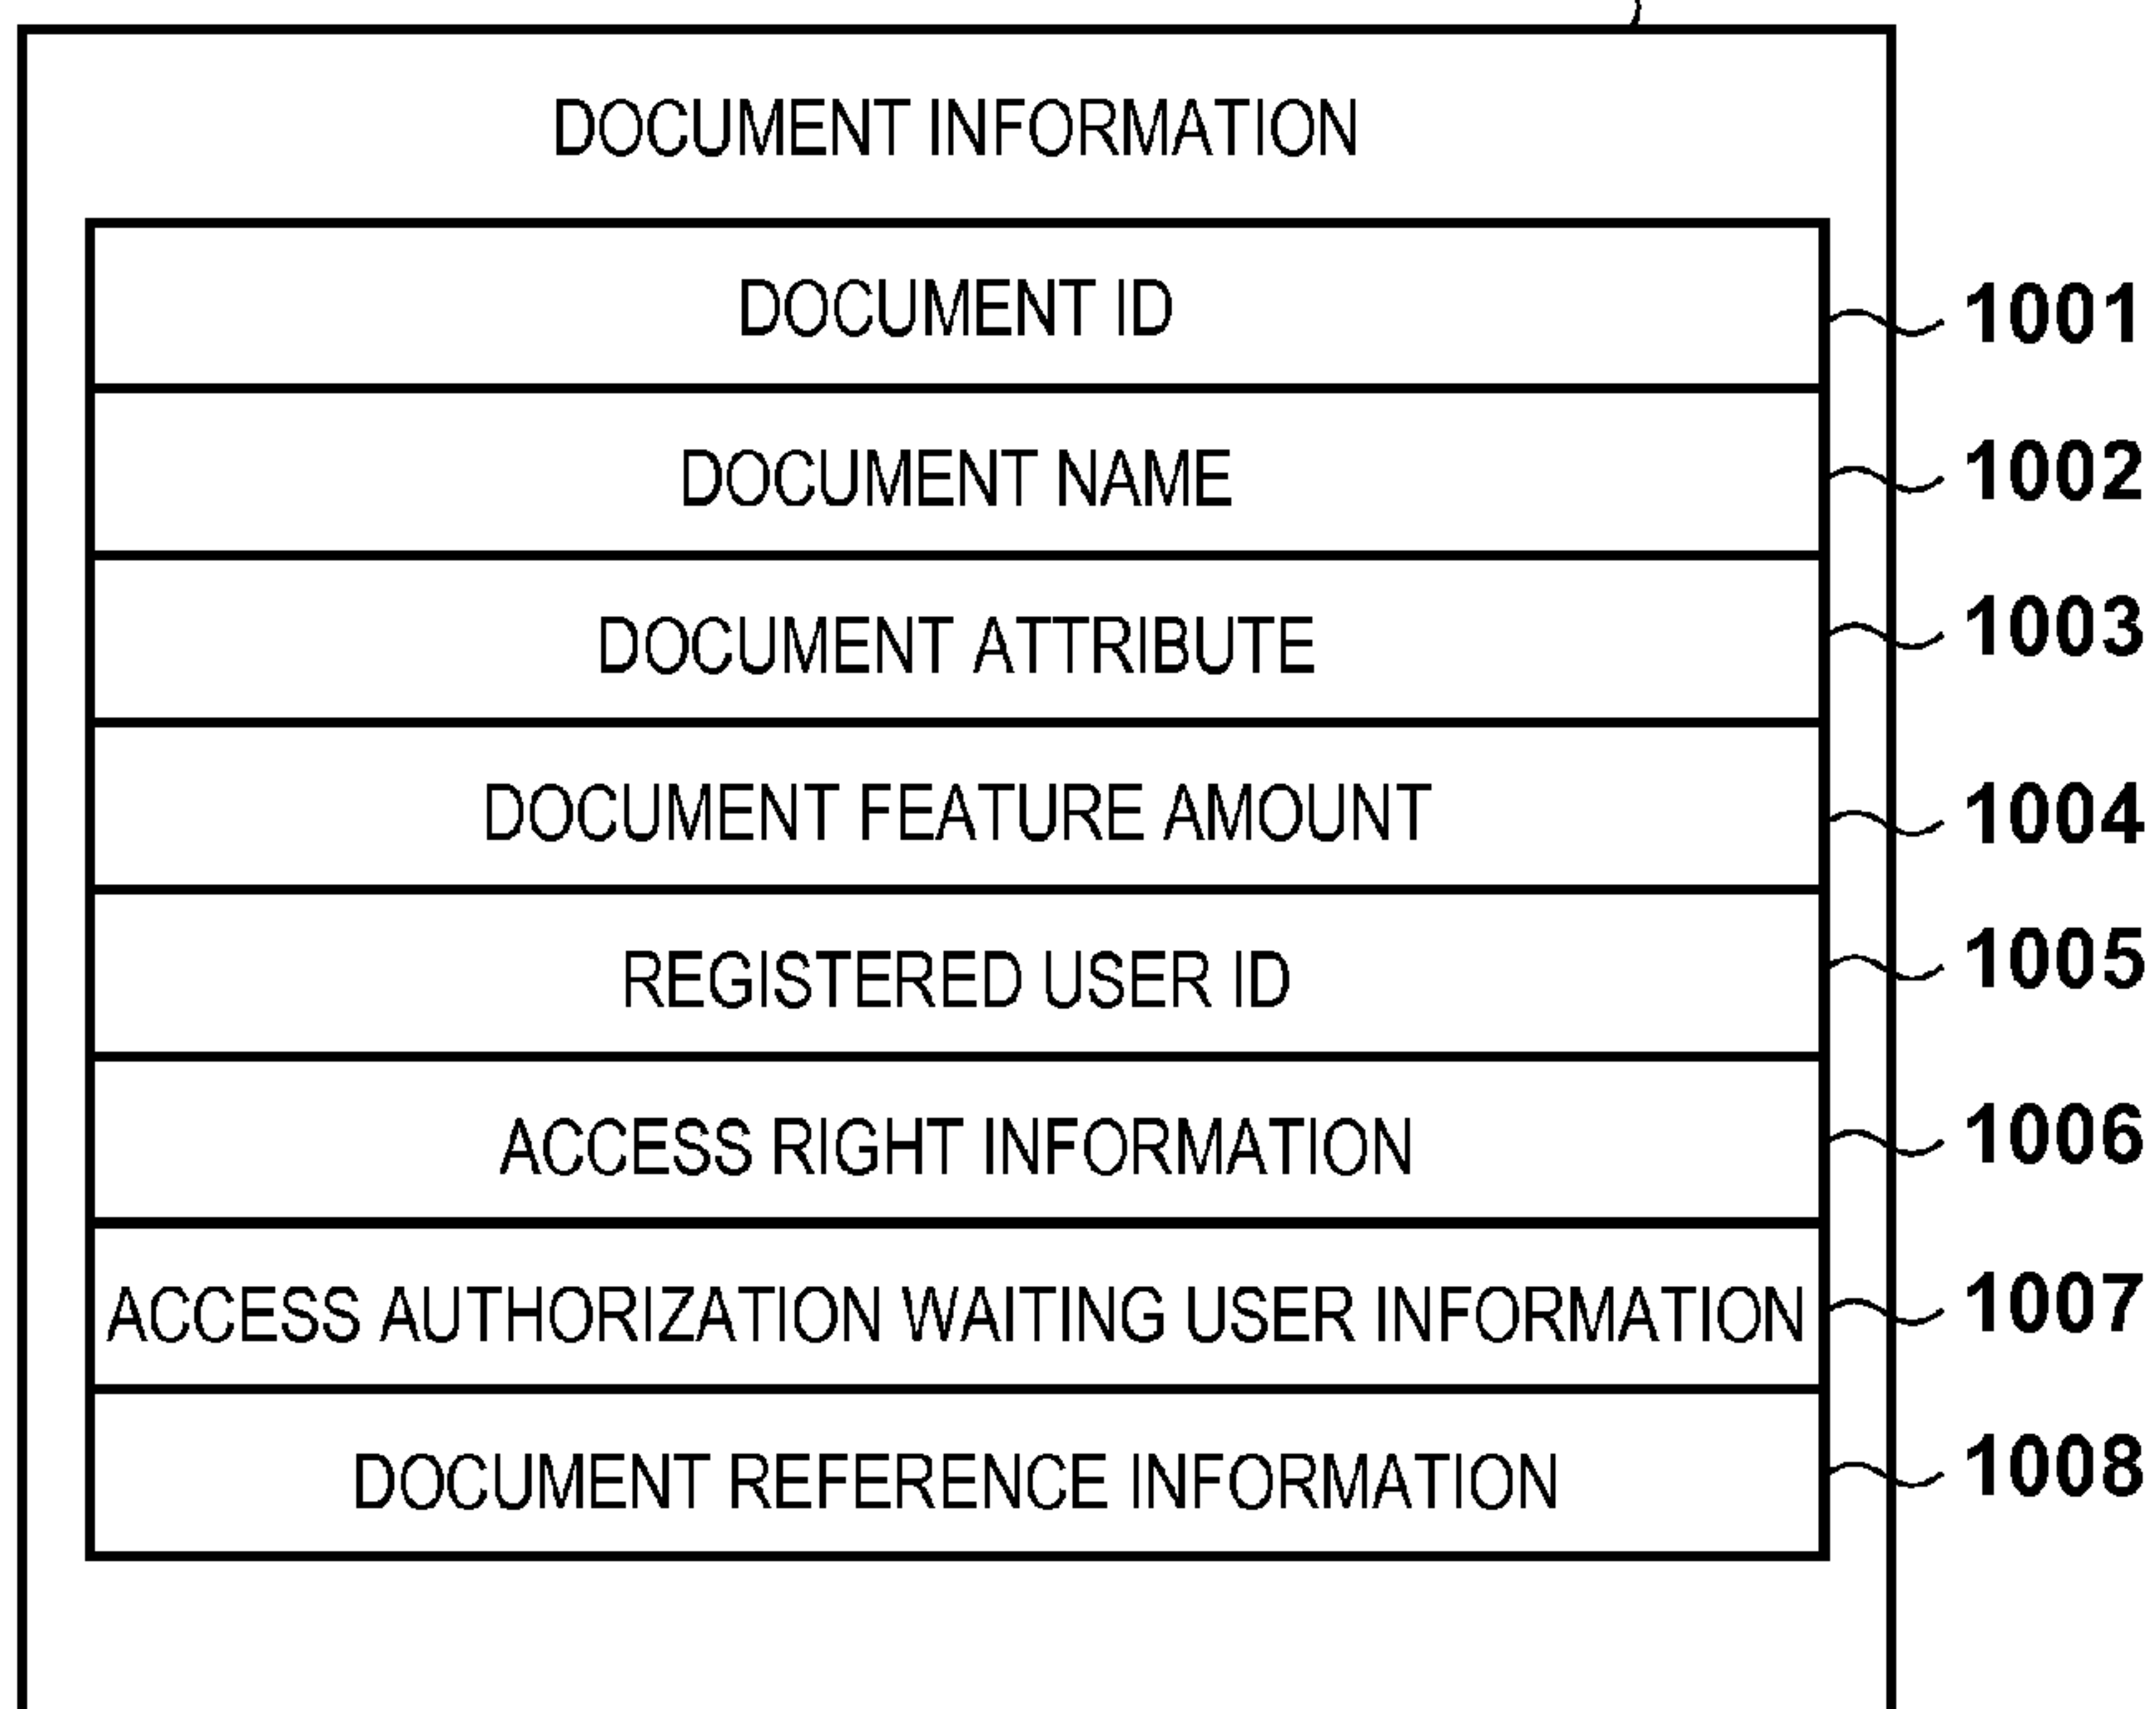 DOCUMENT INFORMATION
DOCUMENT ID 1001
DOCUMENT NAME 1002
DOCUMENT ATTRIBUTE 1003
DOCUMENT FEATURE AMOUNT 1004
REGISTERED USER ID 1005
ACCESS RIGHT INFORMATION 1006
ACCESS AUTHORIZATION WAITING USER INFORMATION 1007
DOCUMENT REFERENCE INFORMATION 1008